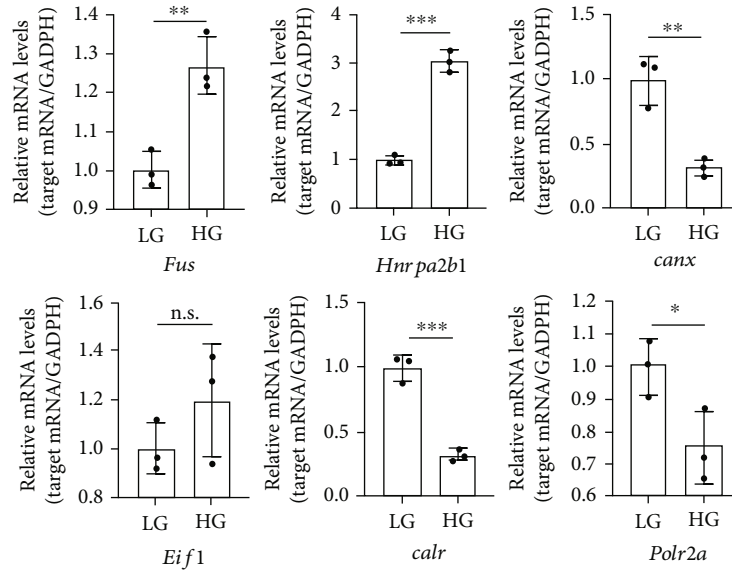 Relative mRNA levels
(target mRNA/GADPH)
1.4
1.3
1.2
1.1
1.0
0.9
**
LG
HG
Fus
Relative mRNA levels
(target mRNA/GADPH)
4
3
2
1
0
***
LG
HG
Hnrpa2b1
Relative mRNA levels
(target mRNA/GADPH)
1.5
1.0
0.5
0.0
**
LG
HG
canx
Relative mRNA levels
(target mRNA/GADPH)
1.6
1.4
1.2
1.0
0.8
n.s.
LG
HG
Eif1
Relative mRNA levels
(target mRNA/GADPH)
1.5
1.0
0.5
0.0
***
LG
HG
calr
Relative mRNA levels
(target mRNA/GADPH)
1.2
1.1
1.0
0.9
0.8
0.7
0.6
*
LG
HG
Polr2a